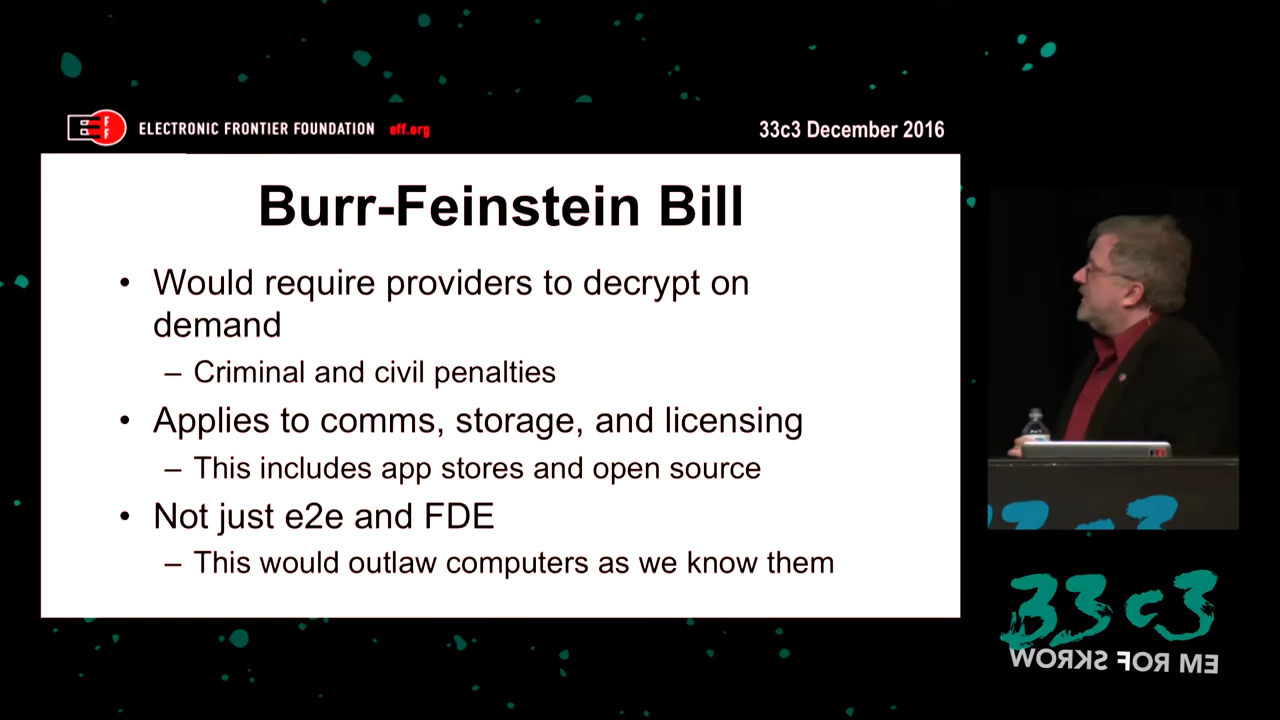 ELECTRONIC FRONTIER FOUNDATION eff.org
33c3 December 2016
Burr-Feinstein Bill
• Would require providers to decrypt on
demand
– Criminal and civil penalties
• Applies to comms, storage, and licensing
– This includes app stores and open source
• Not just e2e and FDE
– This would outlaw computers as we know them
33c3
WORKS FOR ME